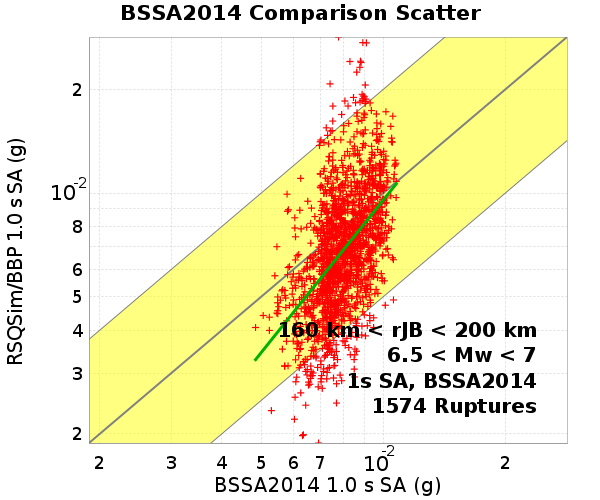 BSSA2014 Comparison Scatter
RSQSim/BBP 1.0 s SA (g)
2
10-2
8
6
5
4
3
2
160 km < rJB < 200 km
6.5 < Mw < 7
1s SA, BSSA2014
1574 Ruptures
2 3 4 5 6 7 10-2 2
BSSA2014 1.0 s SA (g)